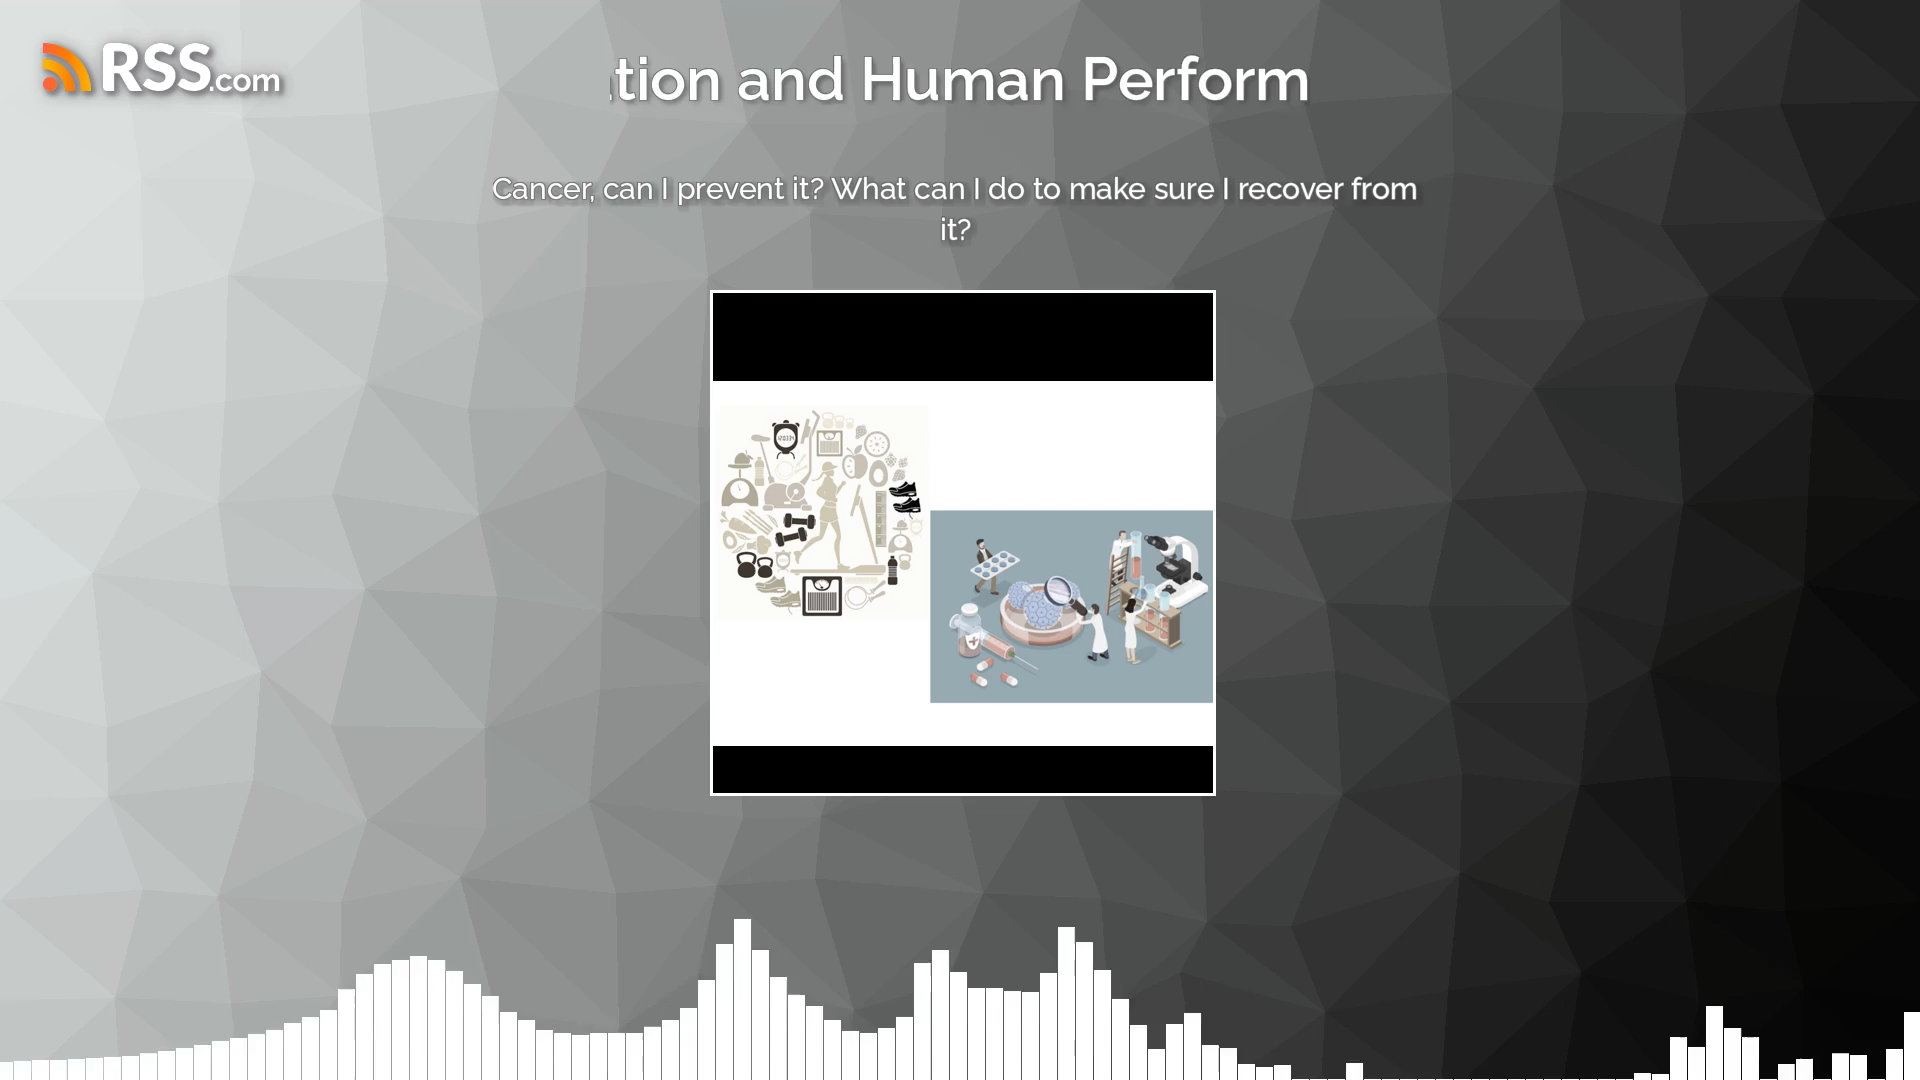 RSS.com
tion and Human Perform
Cancer, can I prevent it? What can I do to make sure I recover from
it?